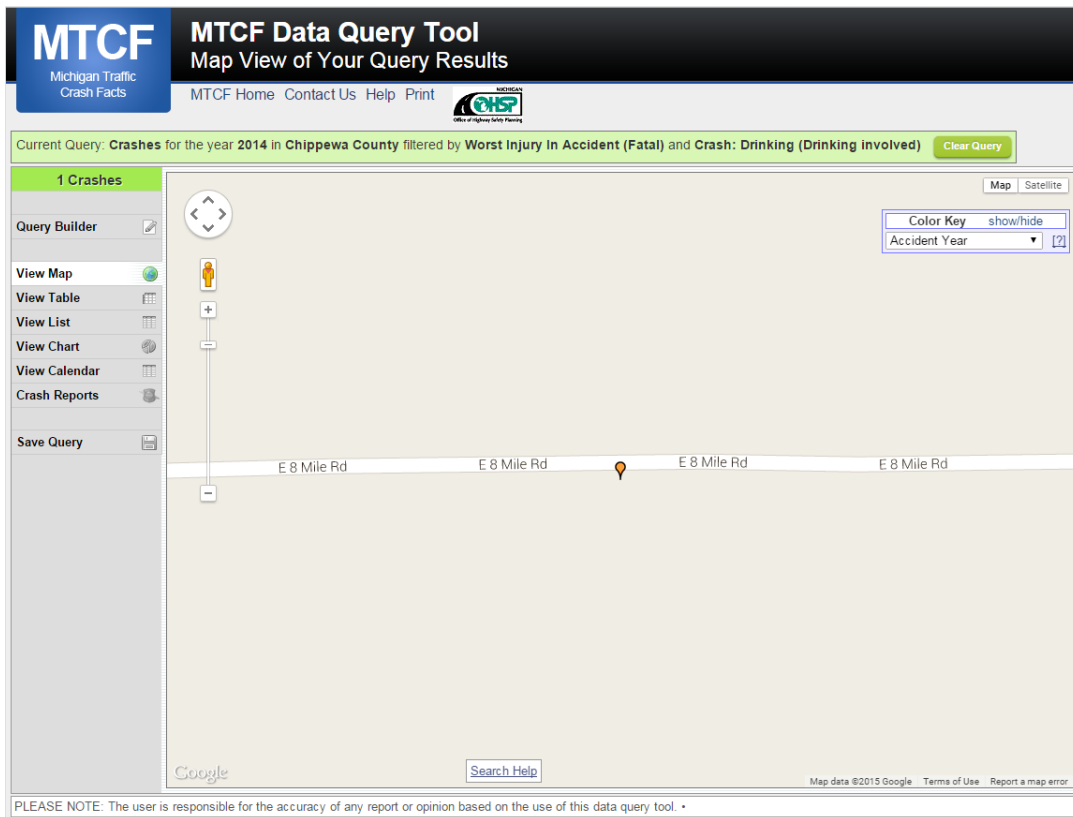 MTCF
Michigan Traffic
Crash Facts
MTCF Data Query Tool
Map View of Your Query Results
MTCF Home Contact Us Help Print
MICHIGAN
OHSP
Office of Highway Safety Planning
Current Query: Crashes for the year 2014 in Chippewa County filtered by Worst Injury In Accident (Fatal) and Crash: Drinking (Drinking involved) Clear Query
1 Crashes
Query Builder
View Map
View Table
View List
View Chart
View Calendar
Crash Reports
Save Query
Map Satellite
Color Key show/hide
Accident Year [?]
E 8 Mile Rd E 8 Mile Rd E 8 Mile Rd E 8 Mile Rd
Google
Search Help
Map data ©2015 Google Terms of Use Report a map error
PLEASE NOTE: The user is responsible for the accuracy of any report or opinion based on the use of this data query tool. •